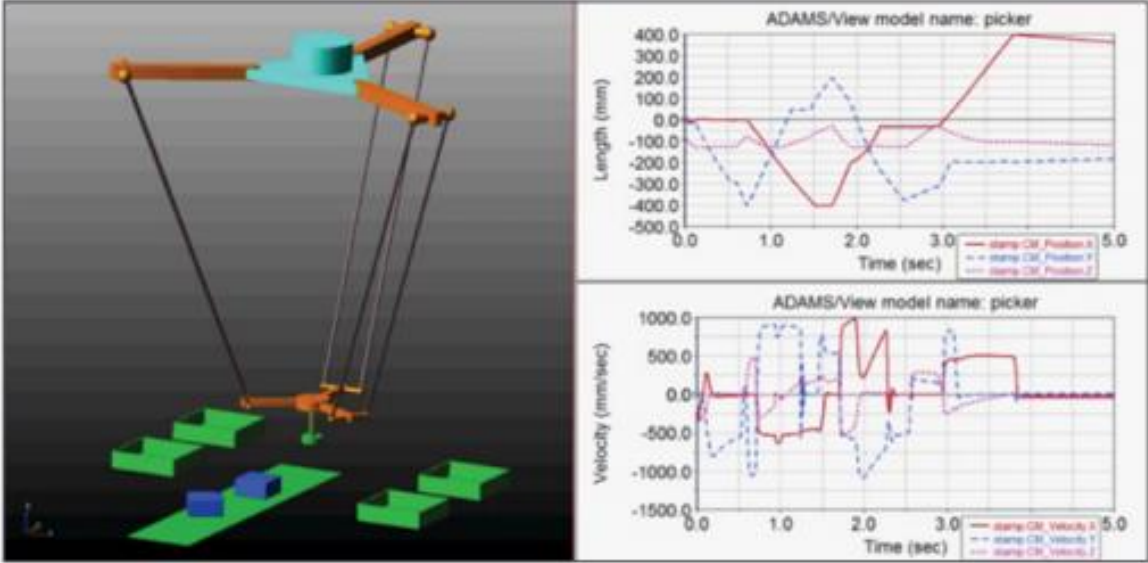 ADAMS/View model name: picker
400.0
300.0
200.0
100.0
0.0
-100.0
-200.0
-300.0
-400.0
-500.0
Length (mm)
0.0 1.0 2.0 3.0 5.0
Time (sec)
stamp.CM_Position.X
stamp.CM_Position.Y
stamp.CM_Position.Z
ADAMS/View model name: picker
1000.0
500.0
0.0
-500.0
-1000.0
-1500.0
Velocity (mm/sec)
0.0 1.0 2.0 3.0 5.0
Time (sec)
stamp.CM_Velocity.X
stamp.CM_Velocity.Y
stamp.CM_Velocity.Z